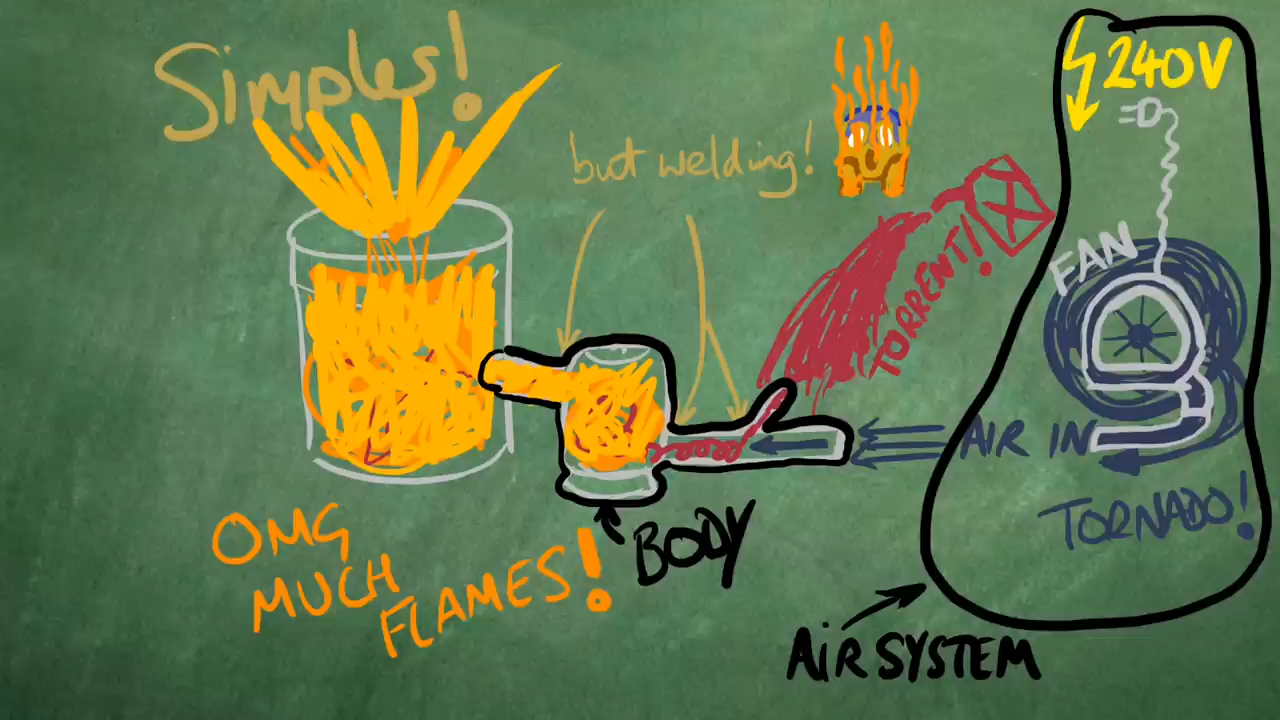 Simples!
but welding!
240V
FAN
TORRENT!
AIR IN
TORNADO!
OMG
MUCH
FLAMES!
BODY
AiR SYSTEM